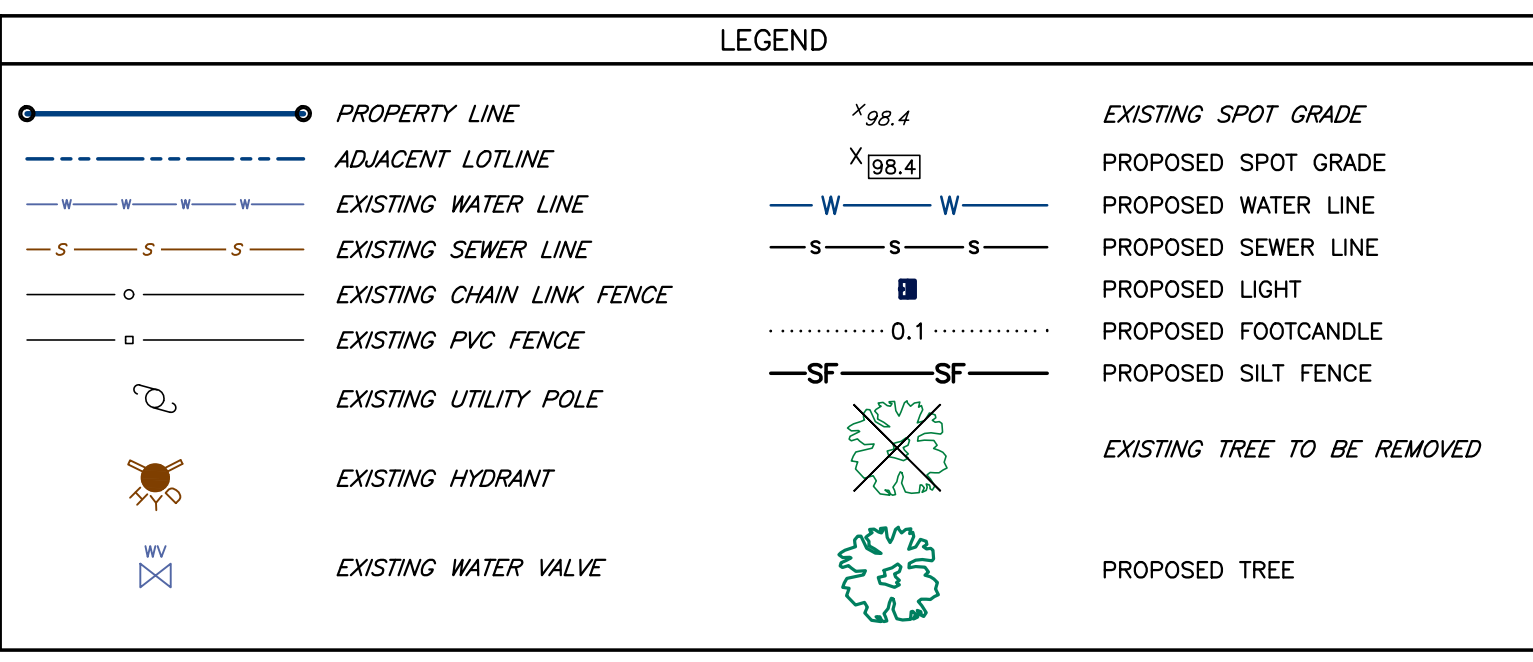 LEGEND
PROPERTY LINE
ADJACENT LOTLINE
W W W W EXISTING WATER LINE
S S S EXISTING SEWER LINE
EXISTING CHAIN LINK FENCE
EXISTING PVC FENCE
EXISTING UTILITY POLE
HYD EXISTING HYDRANT
WV
EXISTING WATER VALVE
X 98.4 EXISTING SPOT GRADE
X 98.4 PROPOSED SPOT GRADE
W W PROPOSED WATER LINE
S S S PROPOSED SEWER LINE
PROPOSED LIGHT
0.1 PROPOSED FOOTCANDLE
SF SF PROPOSED SILT FENCE
EXISTING TREE TO BE REMOVED
PROPOSED TREE